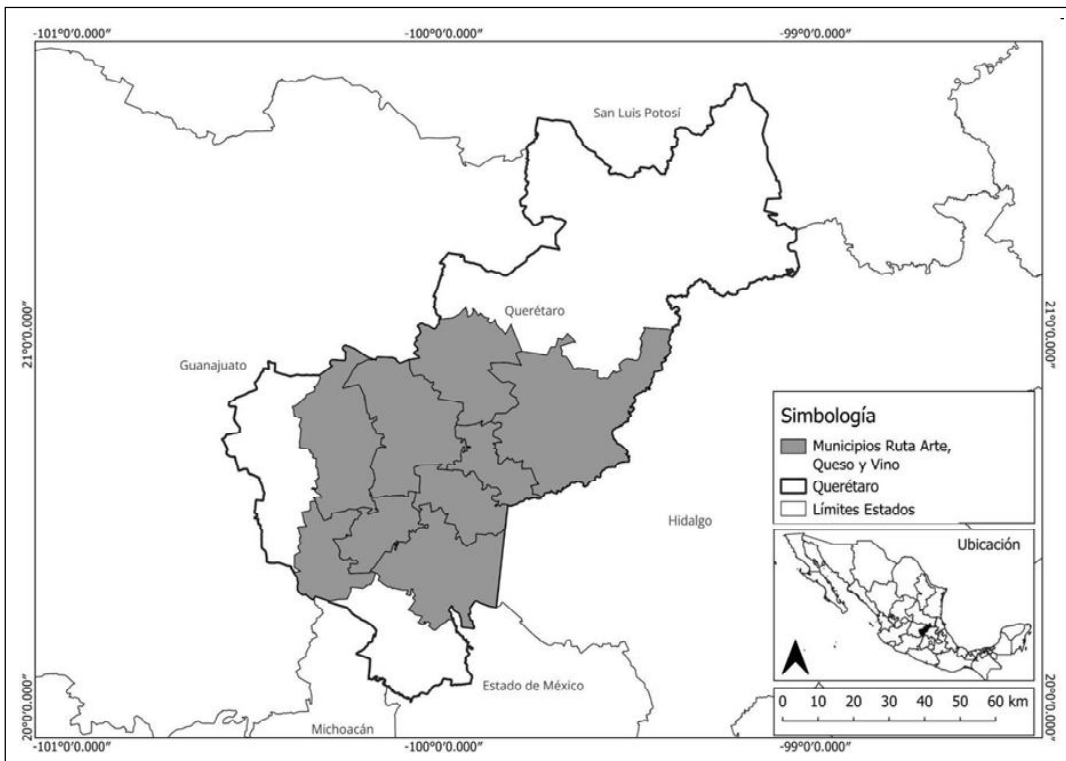 -101°0′0.000″
-100°0′0.000″
-99°0′0.000″
San Luis Potosí
21°0′0.000″
Querétaro
21°0′0.000″
Guanajuato
Simbología
Municipios Ruta Arte,
Queso y Vino
Querétaro
Límites Estados
Hidalgo
Ubicación
Estado de México
Michoacán
20°0′0.000″
20°0′0.000″
0 10 20 30 40 50 60 km
-101°0′0.000″
-100°0′0.000″
-99°0′0.000″